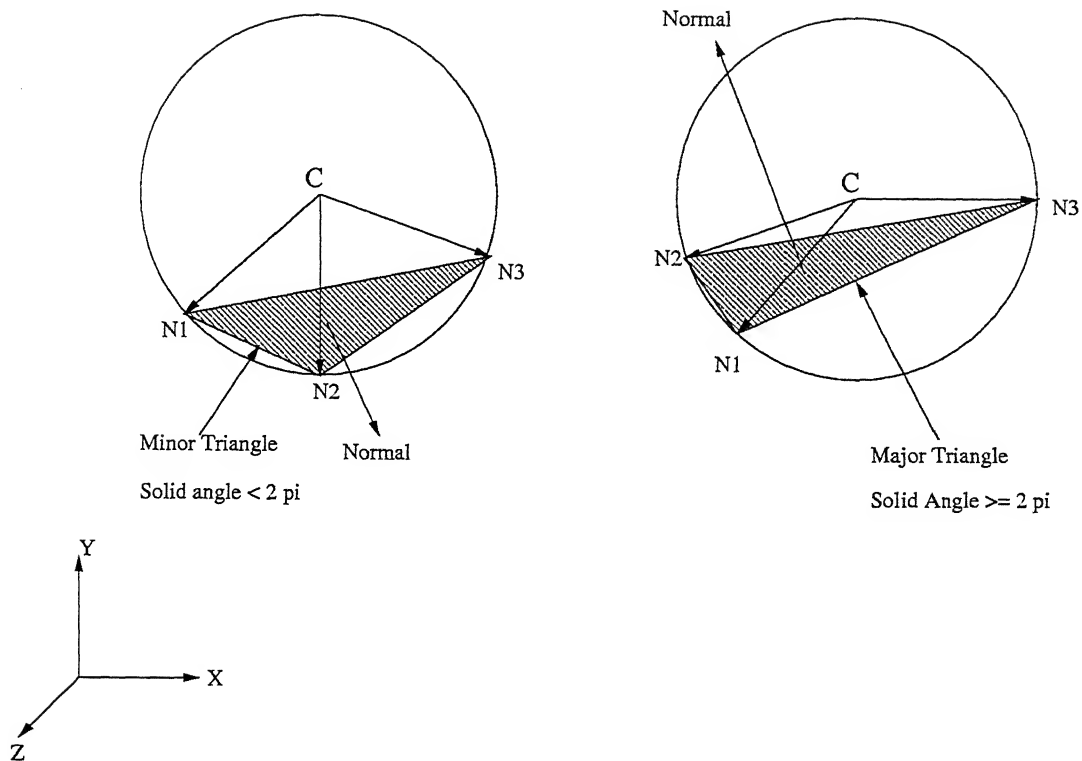 Normal
C
C
N3
N3
N2
N1
N1
N2
Minor Triangle
Normal
Solid angle < 2 pi
Major Triangle
Solid Angle >= 2 pi
Y
X
Z